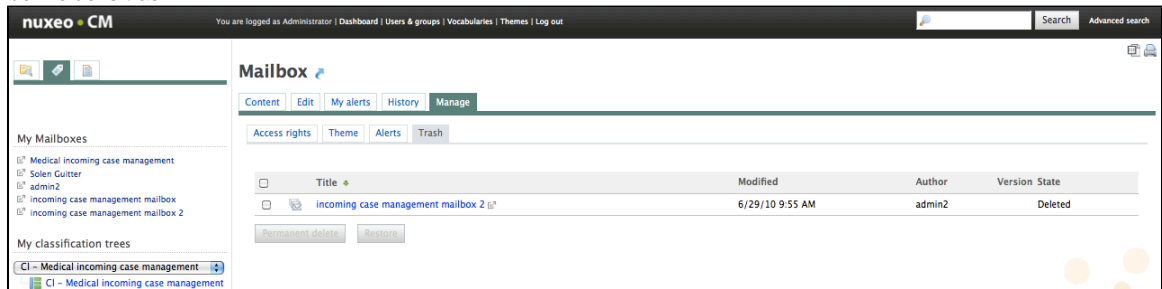 nuxeo • CM
You are logged as Administrator | Dashboard | Users & groups | Vocabularies | Themes | Log out
Search
Advanced search
Mailbox
Content
Edit
My alerts
History
Manage
Access rights
Theme
Alerts
Trash
My Mailboxes
Medical incoming case management
Solen Guitter
admin2
incoming case management mailbox
incoming case management mailbox 2
Title
Modified
Author
Version
State
incoming case management mailbox 2
6/29/10 9:55 AM
admin2
Deleted
Permanent delete
Restore
My classification trees
CI - Medical incoming case management
CI - Medical incoming case management